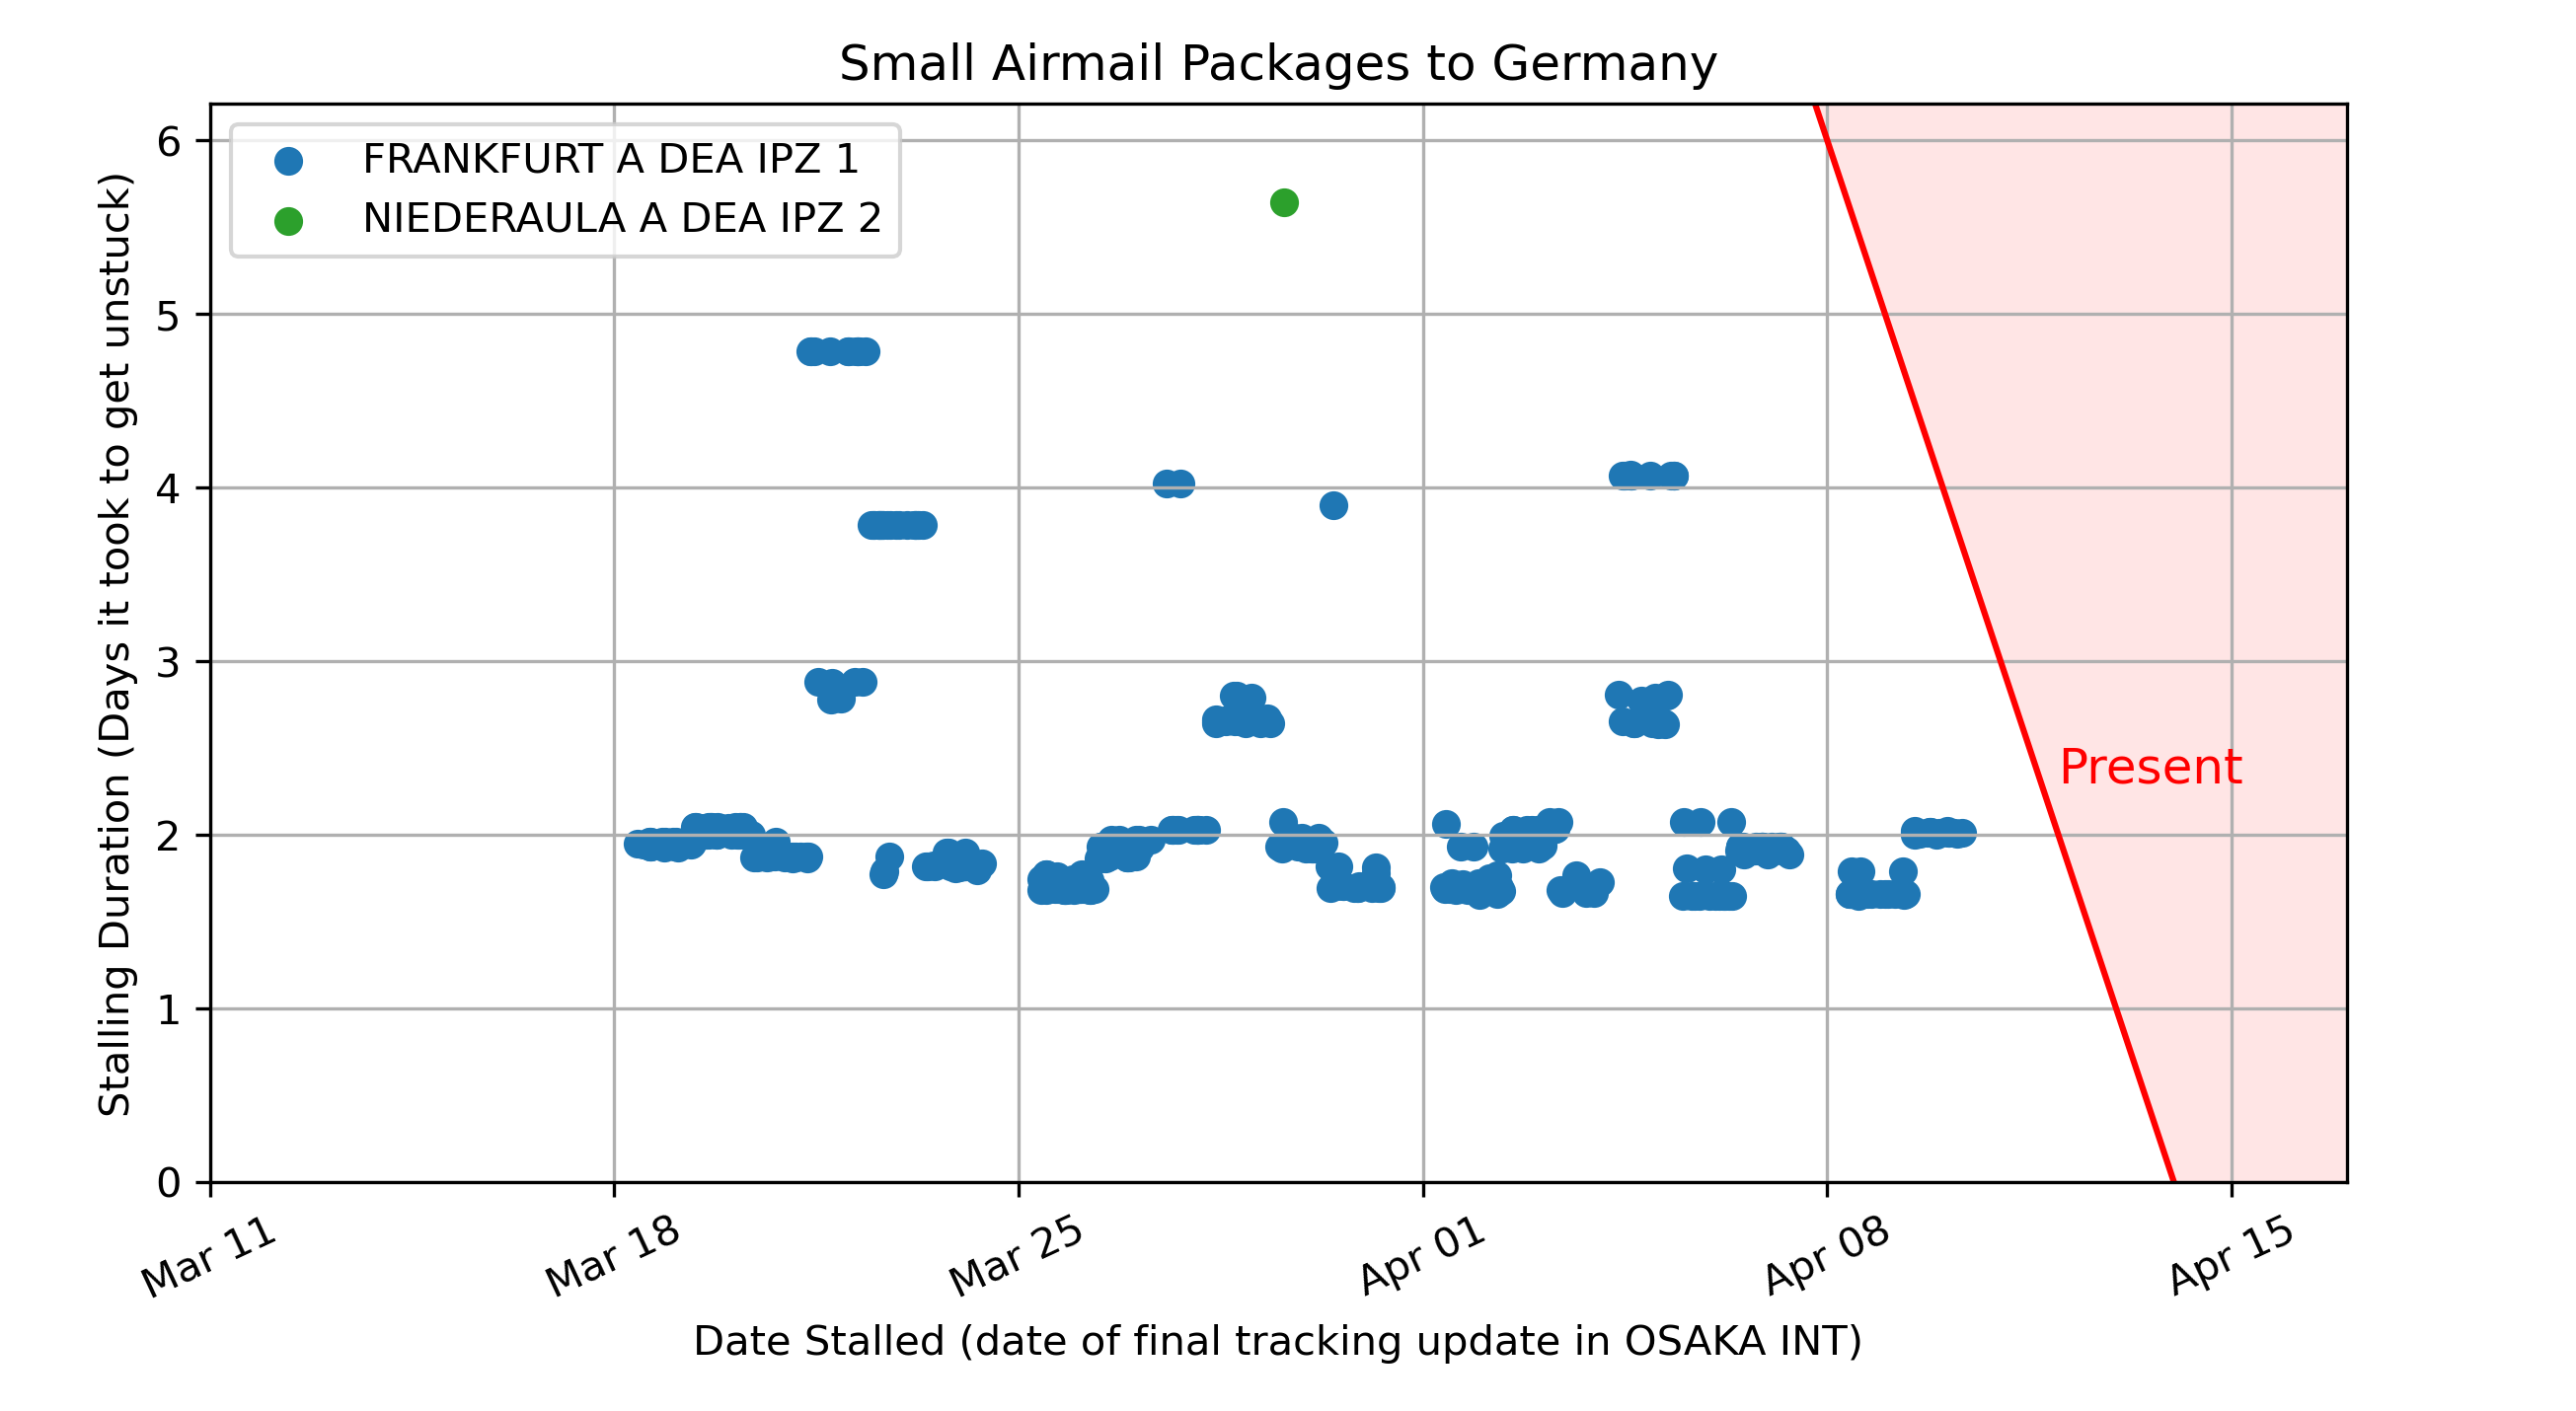 Small Airmail Packages to Germany
FRANKFURT A DEA IPZ 1
NIEDERAULA A DEA IPZ 2
Stalling Duration (Days it took to get unstuck)
6
5
4
3
2
1
0
Present
Mar 11
Mar 18
Mar 25
Apr 01
Apr 08
Apr 15
Date Stalled (date of final tracking update in OSAKA INT)